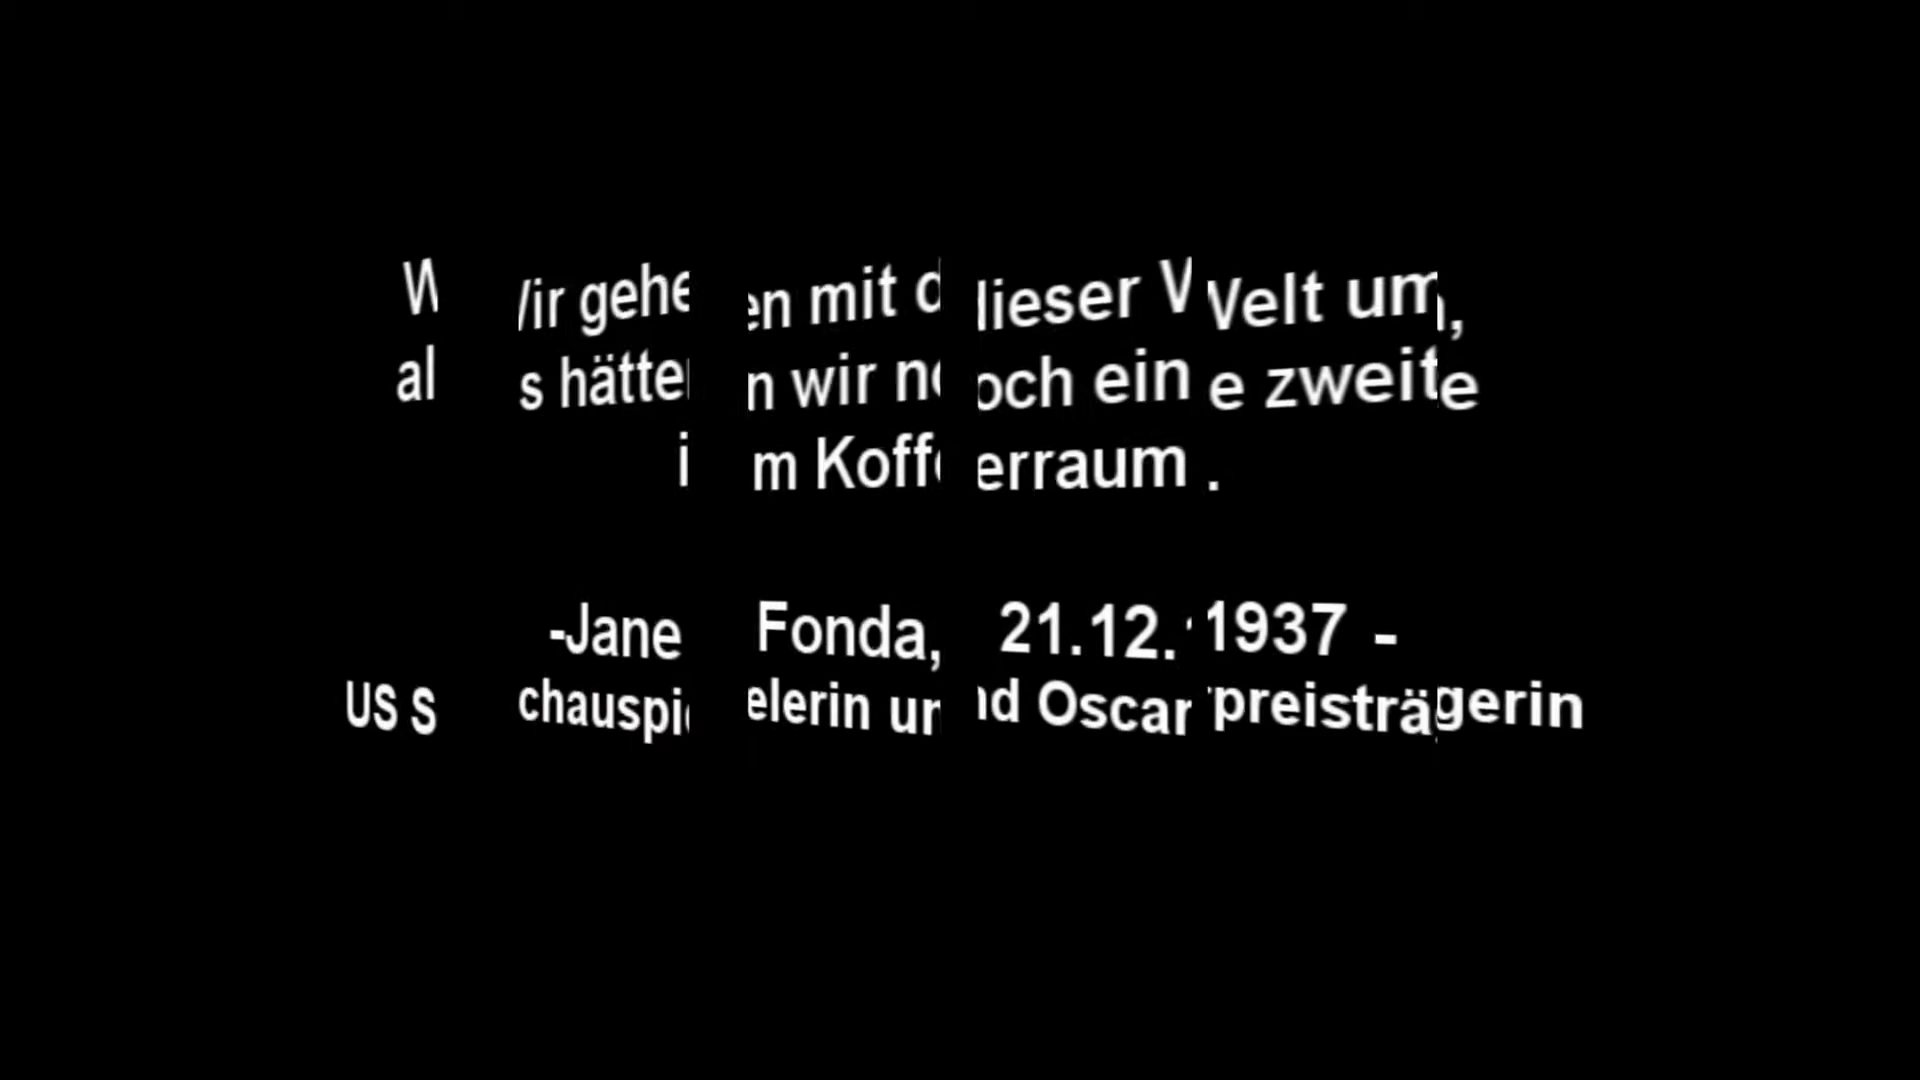 Wir gehen mit dieser Welt um,
als hätten wir noch eine zweite
im Kofferraum.
-Jane Fonda, 21.12.1937 -
US Schauspielerin und Oscarpreisträgerin